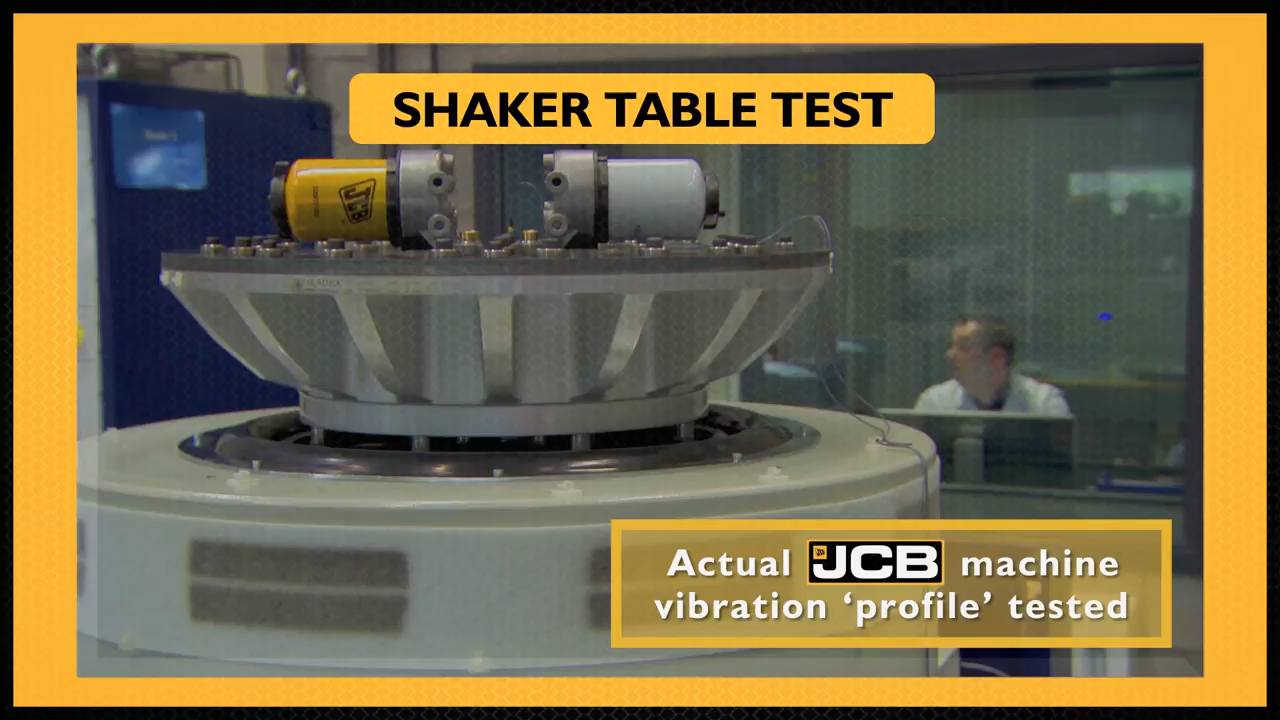 SHAKER TABLE TEST
JCB
Actual JCB machine
vibration ‘profile’ tested